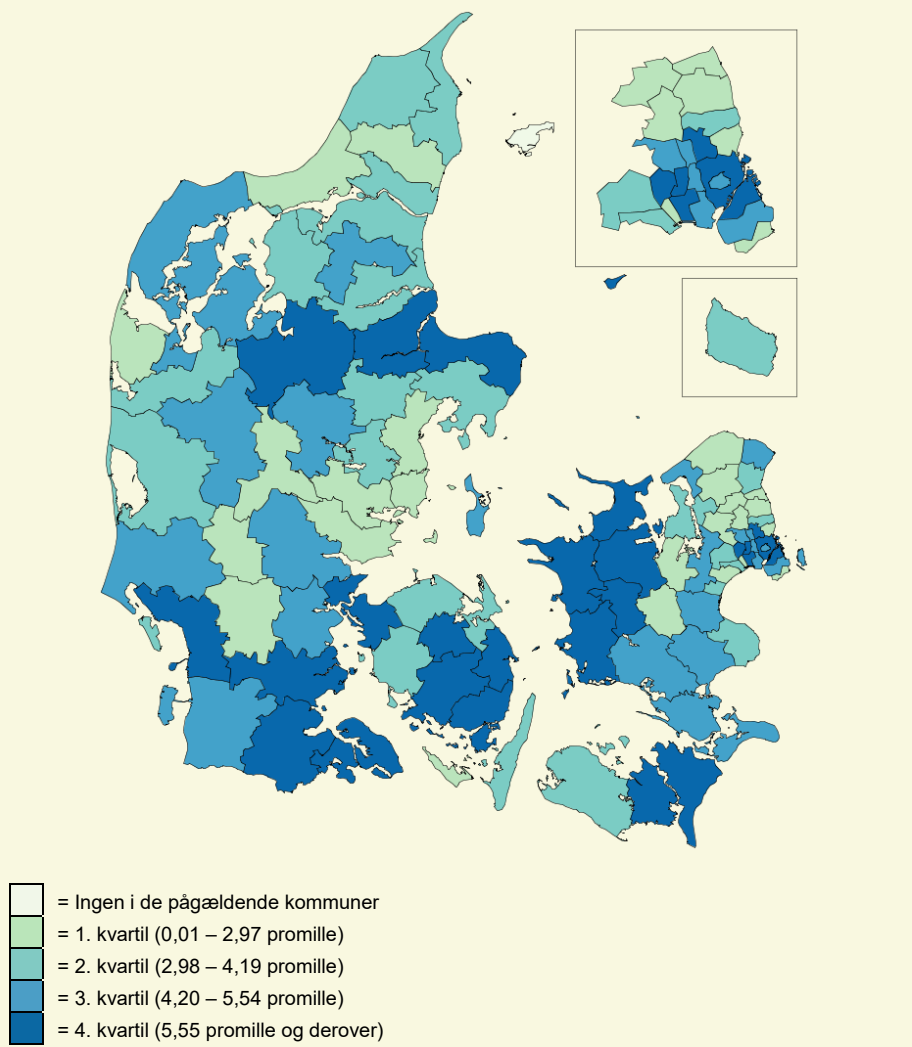 = Ingen i de pågældende kommuner
= 1. kvartil (0,01 – 2,97 promille)
= 2. kvartil (2,98 – 4,19 promille)
= 3. kvartil (4,20 – 5,54 promille)
= 4. kvartil (5,55 promille og derover)